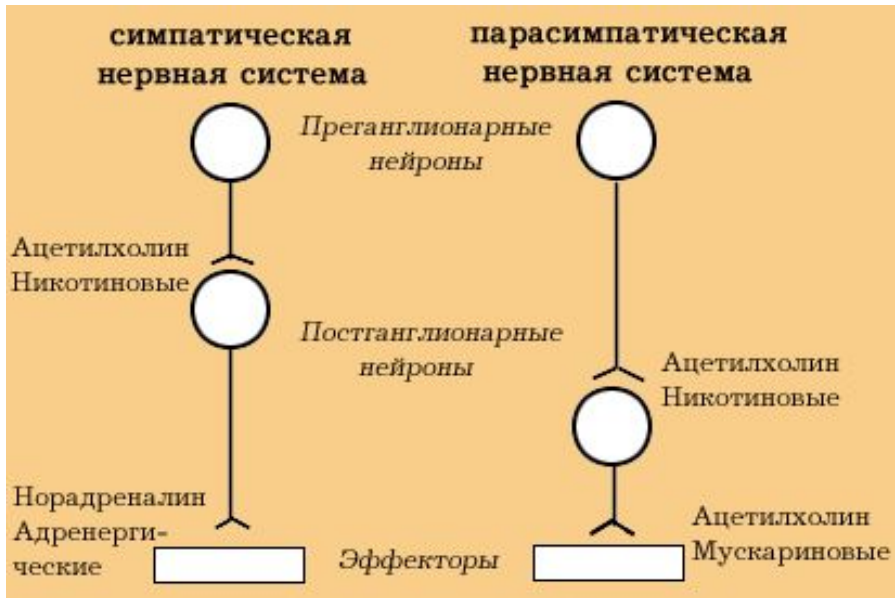 симпатическая
нервная система
парасимпатическая
нервная система
Преганглионарные
нейроны
Ацетилхолин
Никотиновые
Постганглионарные
нейроны
Ацетилхолин
Никотиновые
Норадреналин
Адренерги-
ческие
Эффекторы
Ацетилхолин
Мускариновые